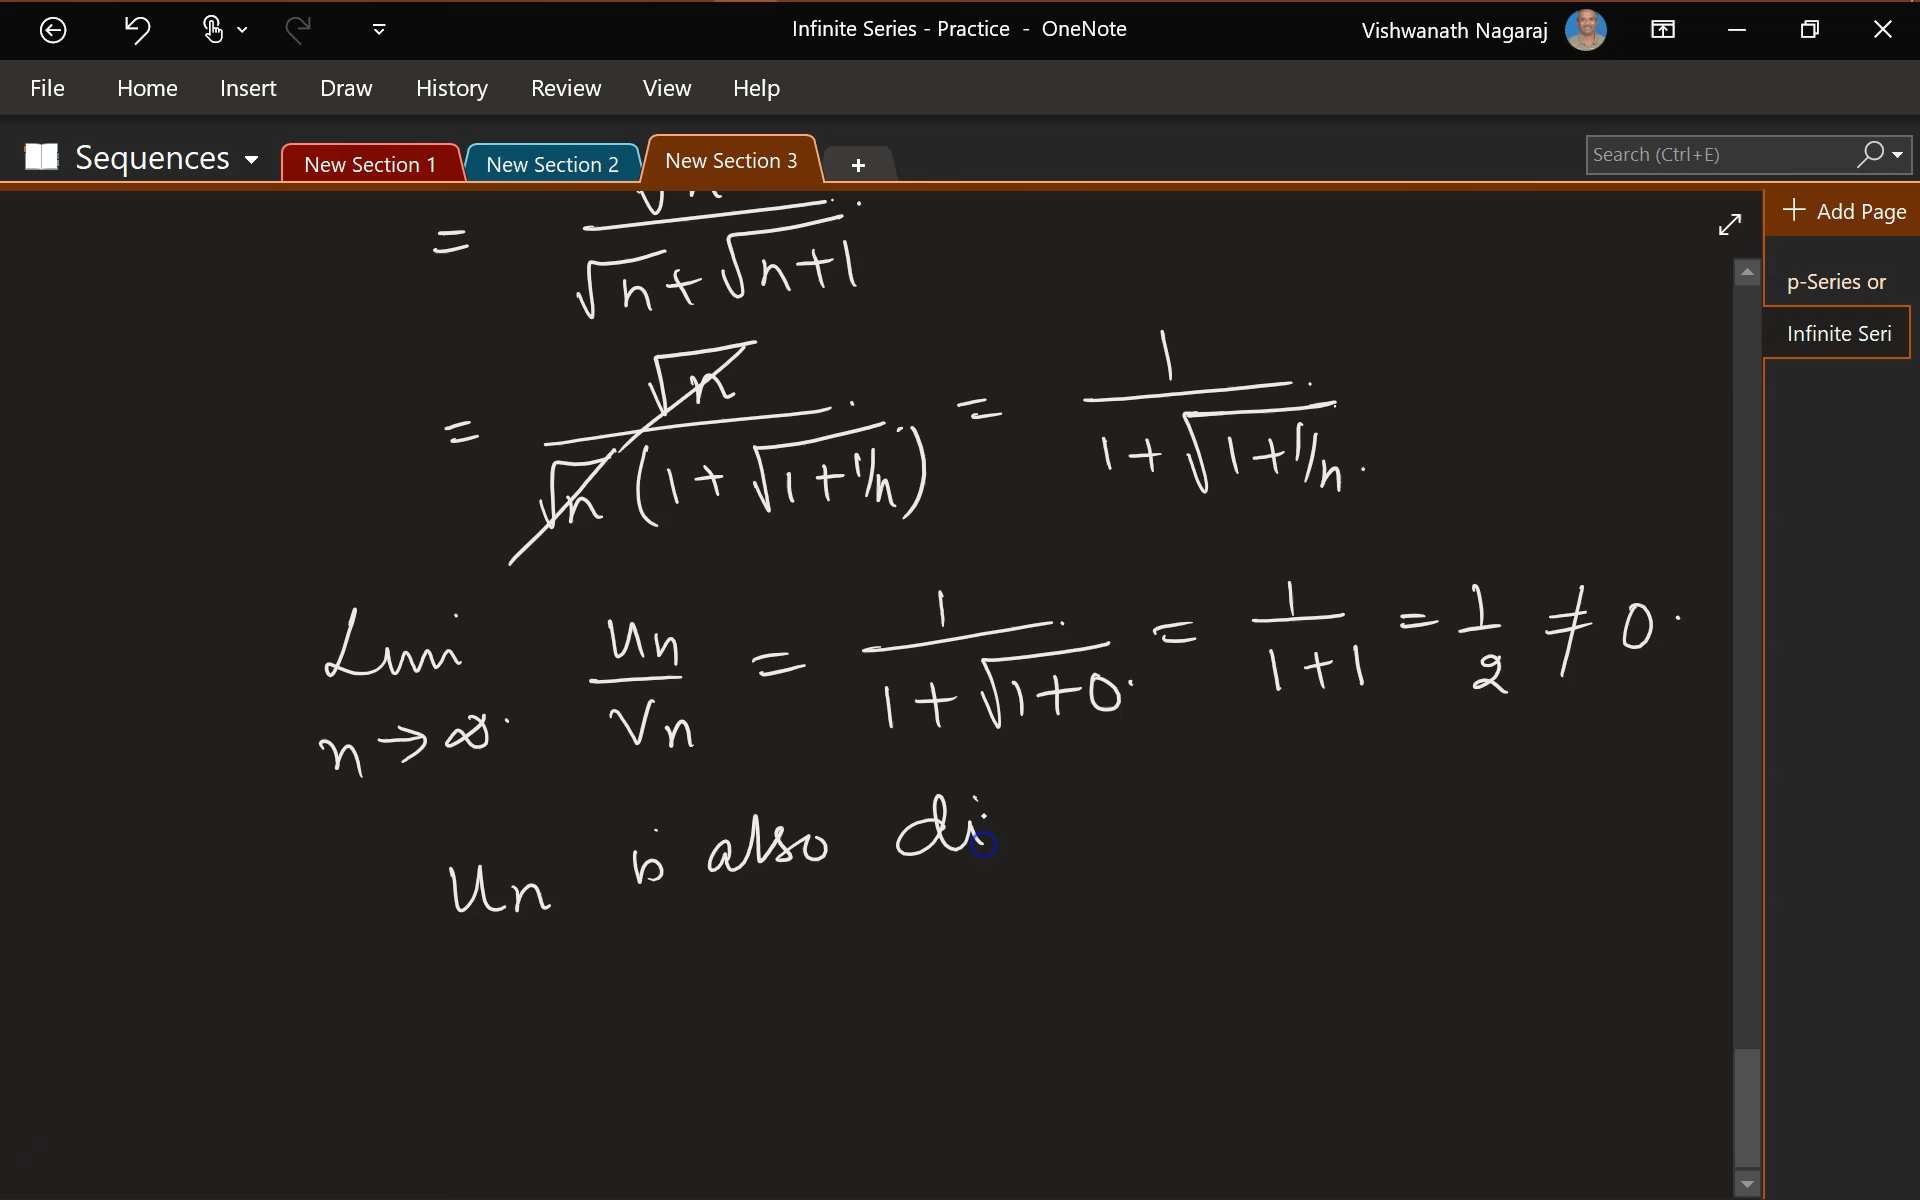 Infinite Series - Practice - OneNote
Vishwanath Nagaraj
File Home Insert Draw History Review View Help
Sequences New Section 1 New Section 2 New Section 3 +
Search (Ctrl+E)
+ Add Page
p-Series or
Infinite Seri
= √n / (√n + √n+1)
= √n / (√n (1 + √1+1/n)) = 1 / (1 + √1+1/n)
Lim n→∞ Un/Vn = 1 / (1 + √1+0) = 1 / (1+1) = 1/2 ≠ 0.
Un is also di